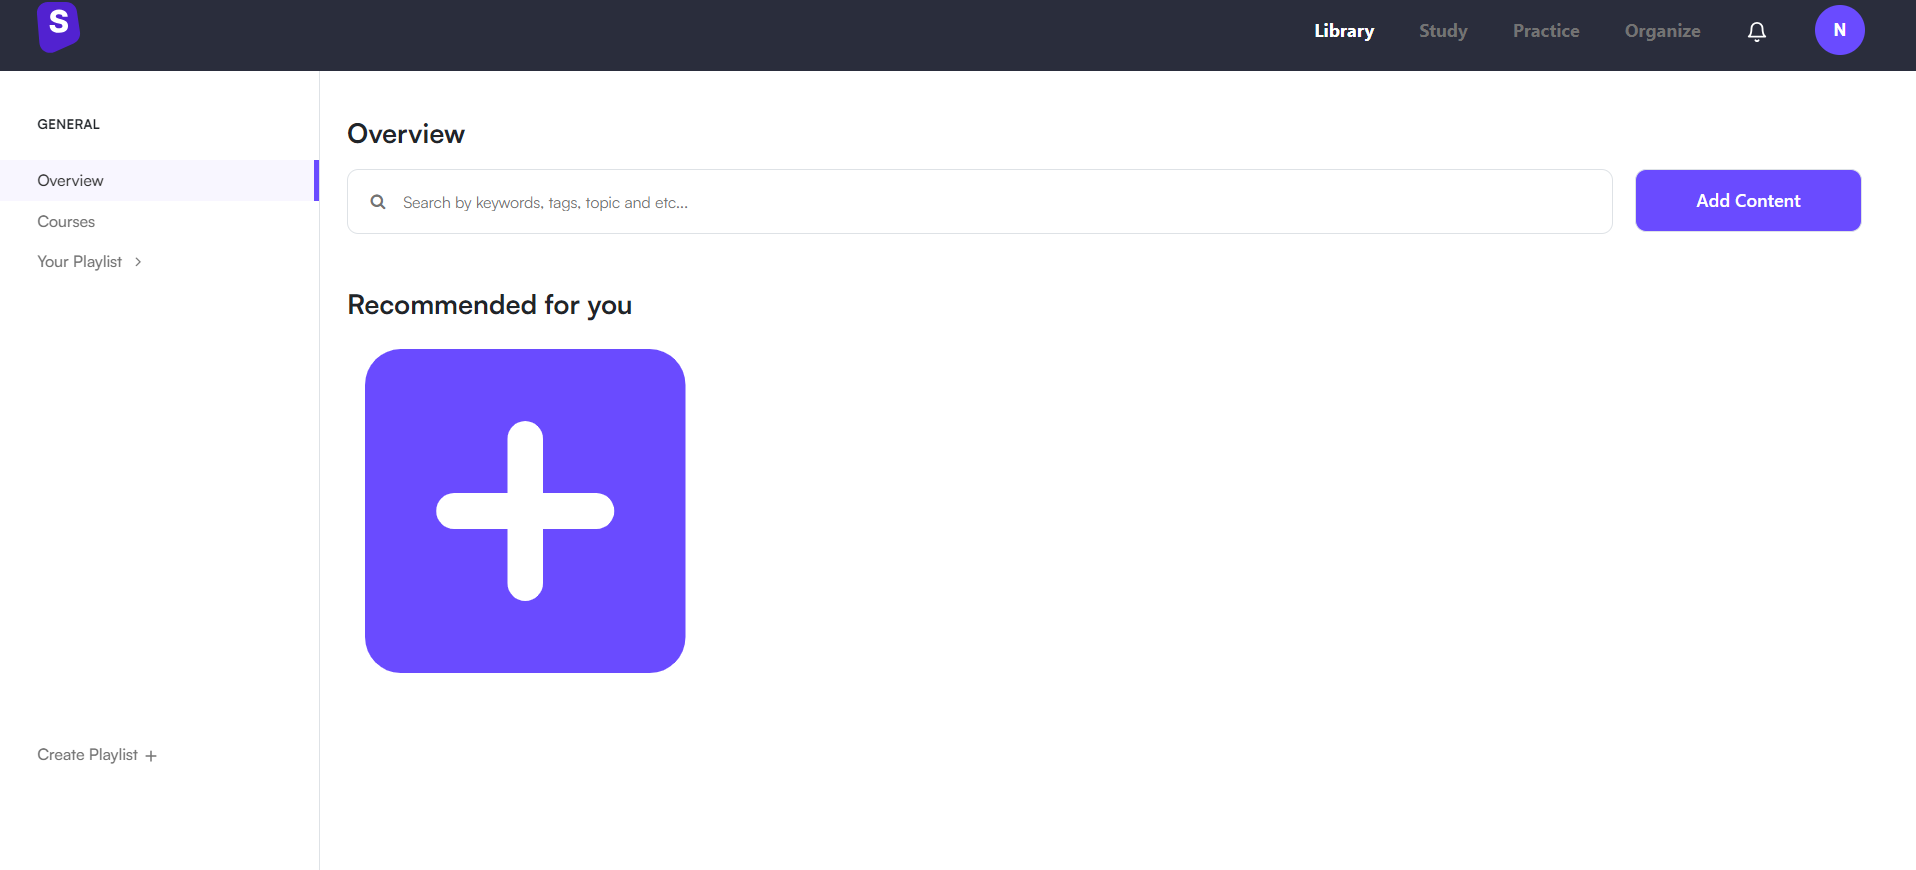 S
Library Study Practice Organize N
GENERAL
Overview
Courses
Your Playlist
Create Playlist
Overview
Search by keywords, tags, topic and etc...
Add Content
Recommended for you